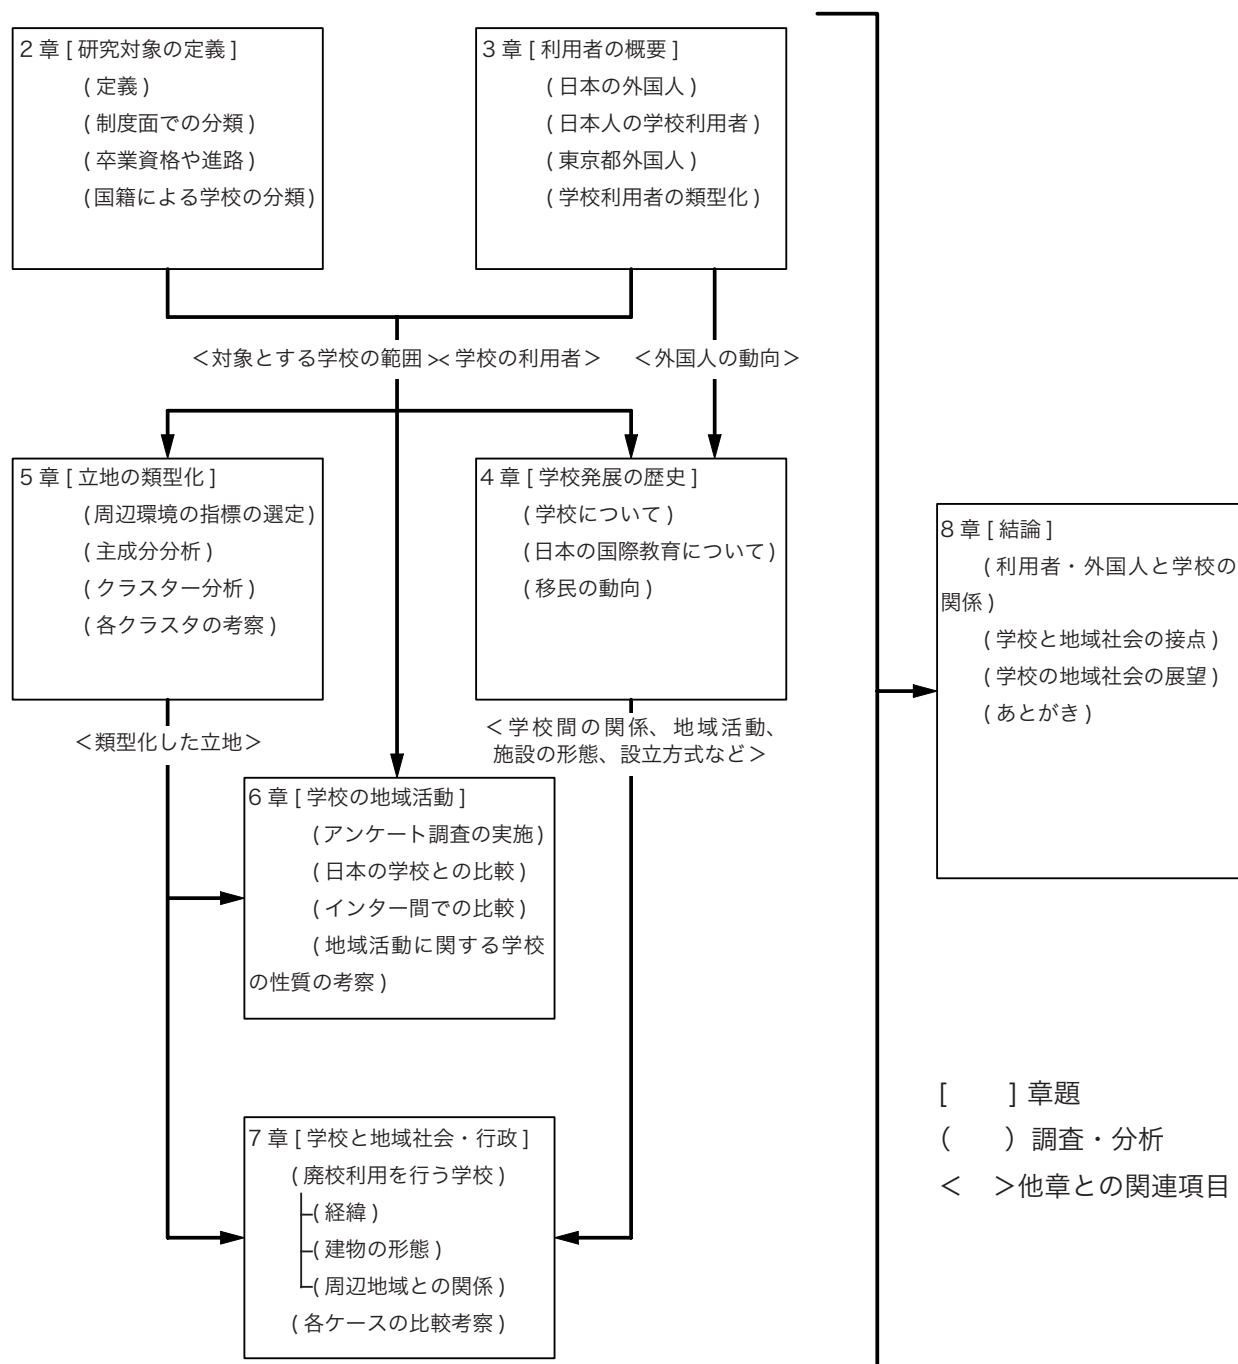 2章[研究対象の定義]
(定義)
(制度面での分類)
(卒業資格や進路)
(国籍による学校の分類)
3章[利用者の概要]
(日本の外国人)
(日本人の学校利用者)
(東京都外国人)
(学校利用者の類型化)
＜対象とする学校の範囲＞＜学校の利用者＞
＜外国人の動向＞
5章[立地の類型化]
(周辺環境の指標の選定)
(主成分分析)
(クラスター分析)
(各クラスタの考察)
4章[学校発展の歴史]
(学校について)
(日本の国際教育について)
(移民の動向)
＜類型化した立地＞
＜学校間の関係、地域活動、
施設の形態、設立方式など＞
6章[学校の地域活動]
(アンケート調査の実施)
(日本の学校との比較)
(インター間での比較)
(地域活動に関する学校
の性質の考察)
7章[学校と地域社会・行政]
(廃校利用を行う学校)
(経緯)
(建物の形態)
(周辺地域との関係)
(各ケースの比較考察)
8章[結論]
(利用者・外国人と学校の
関係)
(学校と地域社会の接点)
(学校の地域社会の展望)
(あとがき)
[　　]章題
(　　)調査・分析
＜　＞他章との関連項目